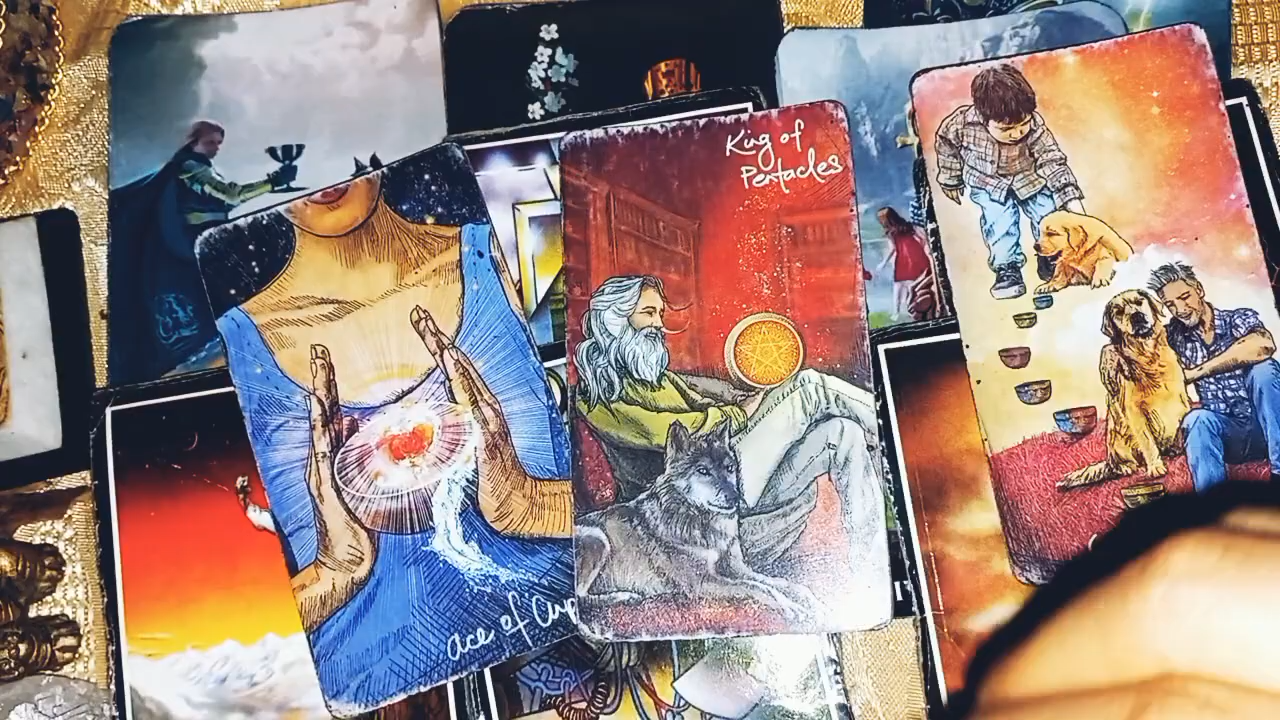 King of
Pentacles
ace of Cup